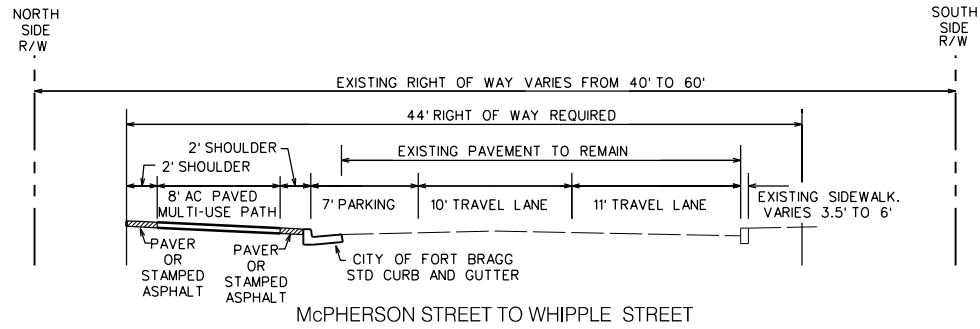 NORTH
SIDE
R/W
SOUTH
SIDE
R/W
EXISTING RIGHT OF WAY VARIES FROM 40' TO 60'
44' RIGHT OF WAY REQUIRED
2' SHOULDER
2' SHOULDER
EXISTING PAVEMENT TO REMAIN
8' AC PAVED
MULTI-USE PATH
7' PARKING
10' TRAVEL LANE
11' TRAVEL LANE
EXISTING SIDEWALK.
VARIES 3.5' TO 6'
PAVER
OR
STAMPED
ASPHALT
PAVER
OR
STAMPED
ASPHALT
CITY OF FORT BRAGG
STD CURB AND GUTTER
McPHERSON STREET TO WHIPPLE STREET